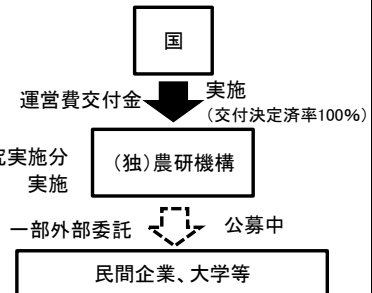 国
運営費交付金
実施
（交付決定済率100%）
究実施分
実施
（独）農研機構
一部外部委託
公募中
民間企業、大学等